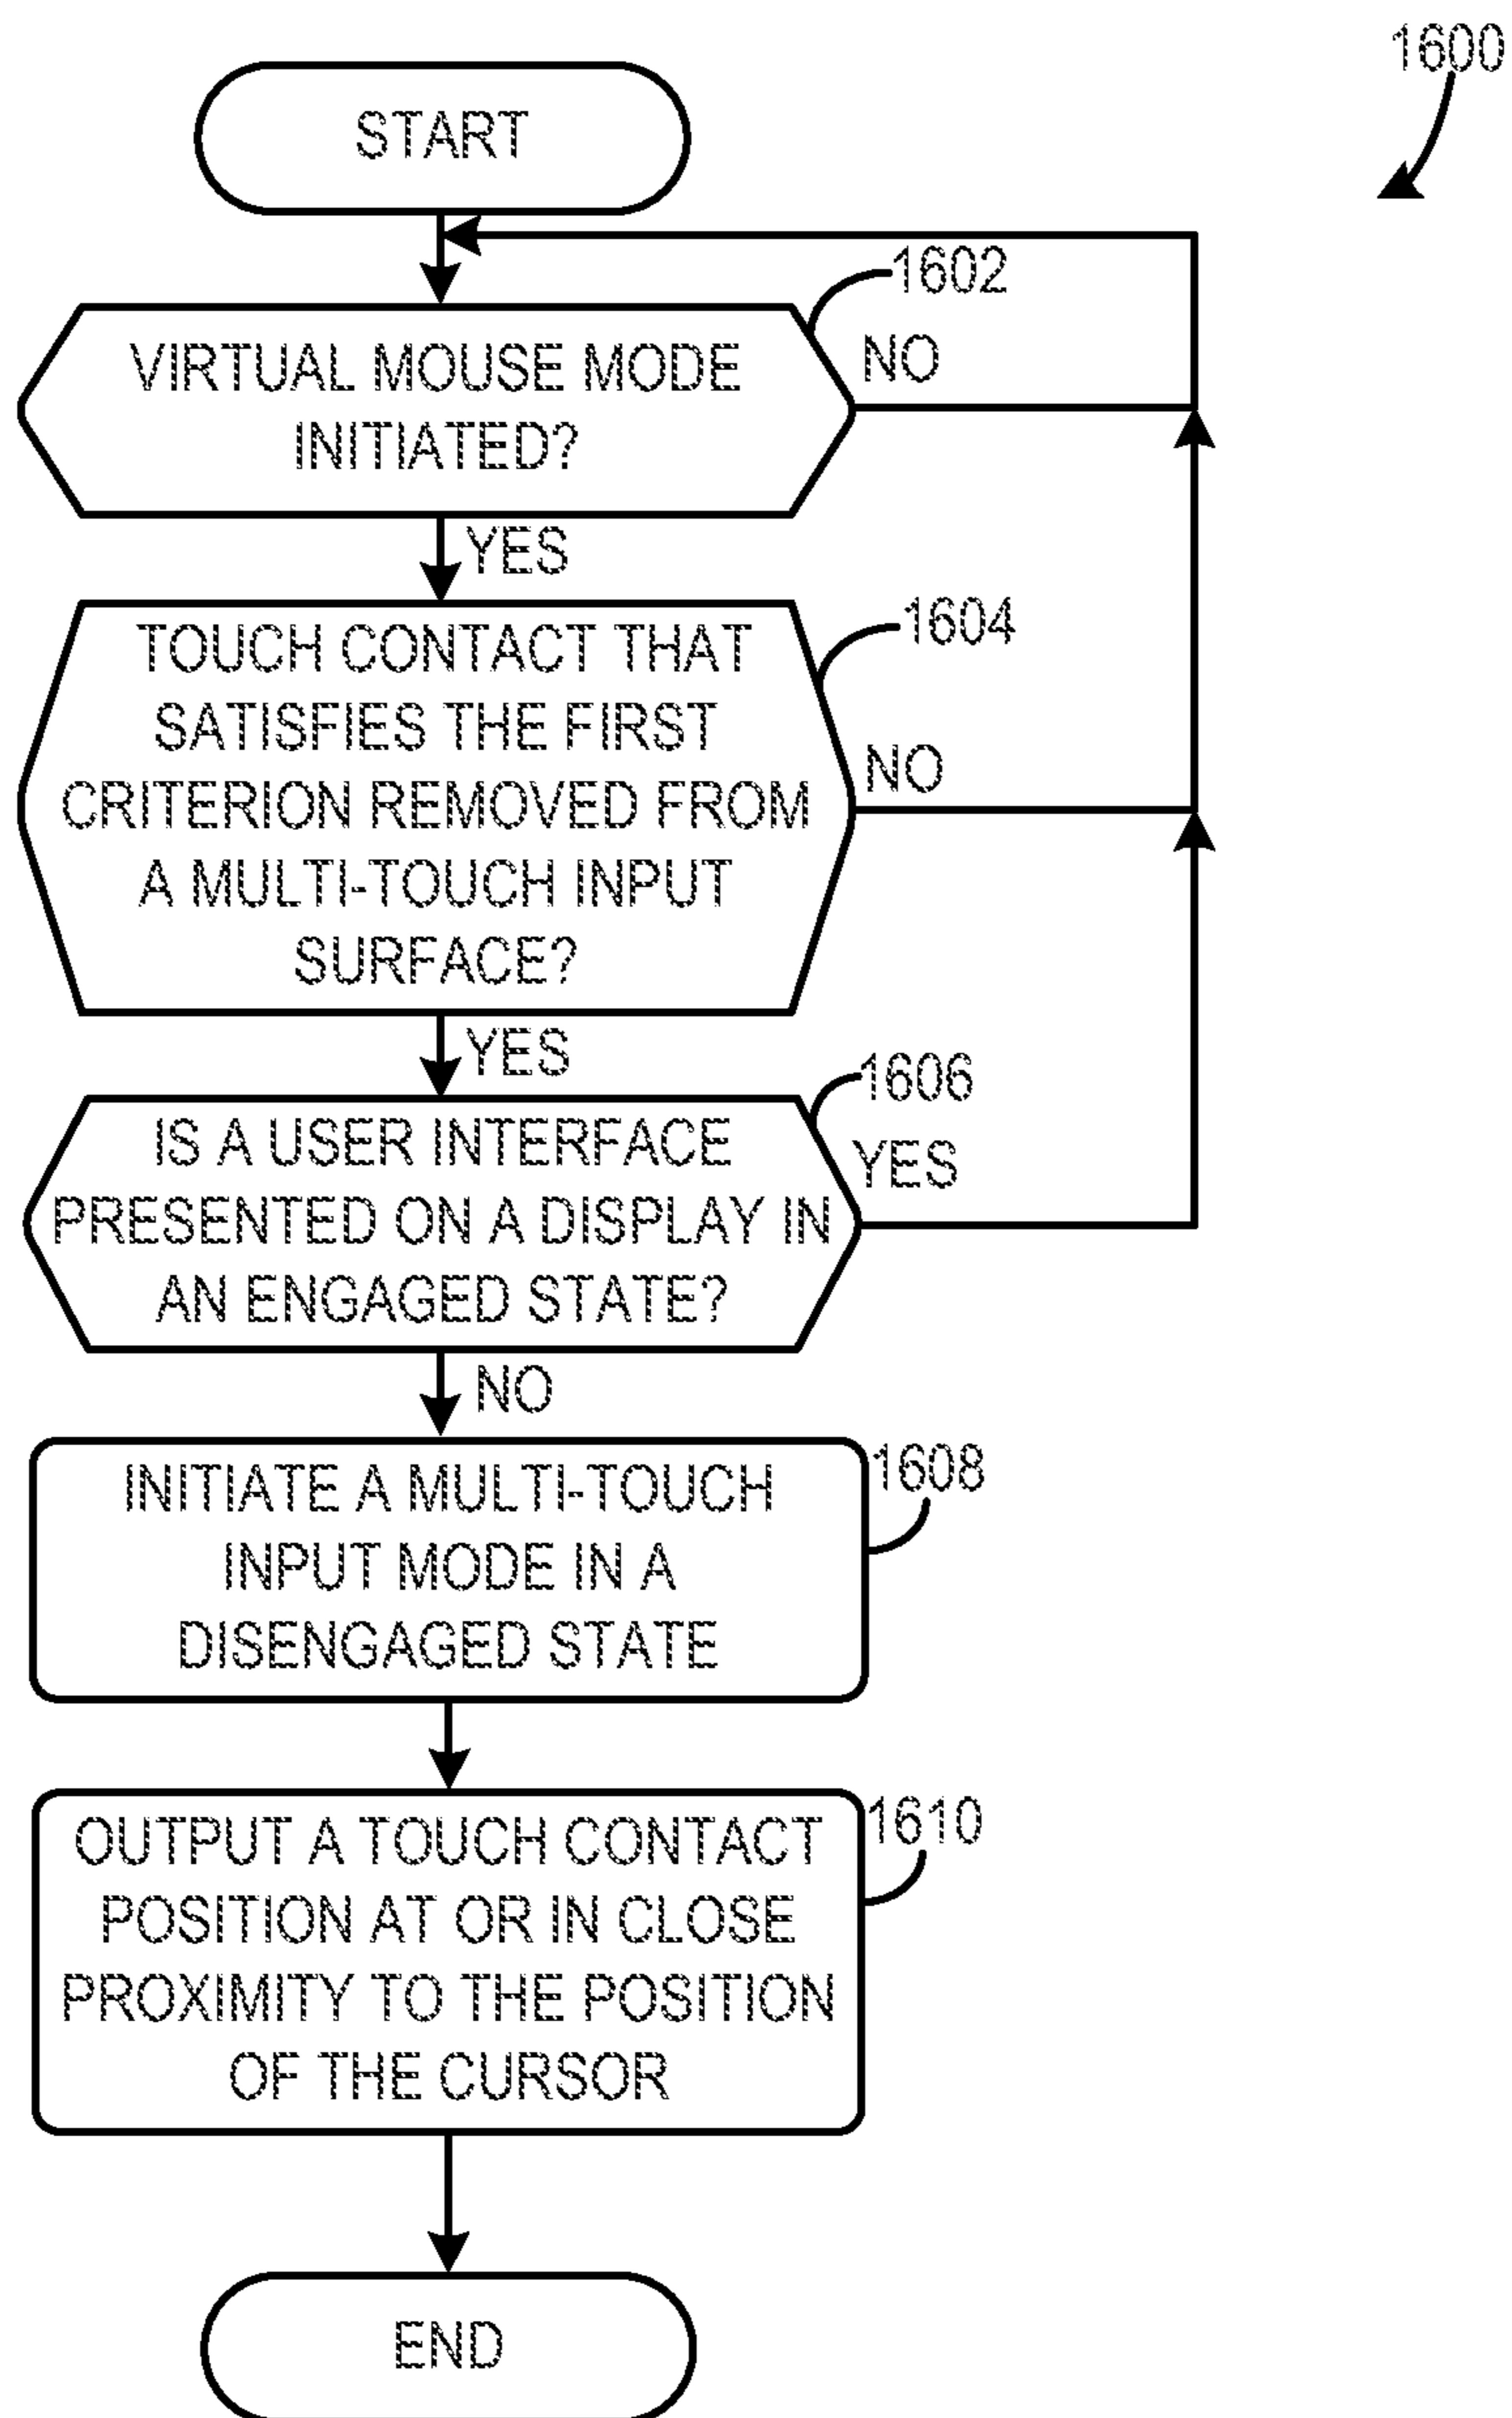 1600
START
1602
VIRTUAL MOUSE MODE
INITIATED?
NO
YES
1604
TOUCH CONTACT THAT
SATISFIES THE FIRST
CRITERION REMOVED FROM
A MULTI-TOUCH INPUT
SURFACE?
NO
YES
1606
IS A USER INTERFACE
PRESENTED ON A DISPLAY IN
AN ENGAGED STATE?
YES
NO
1608
INITIATE A MULTI-TOUCH
INPUT MODE IN A
DISENGAGED STATE
1610
OUTPUT A TOUCH CONTACT
POSITION AT OR IN CLOSE
PROXIMITY TO THE POSITION
OF THE CURSOR
END